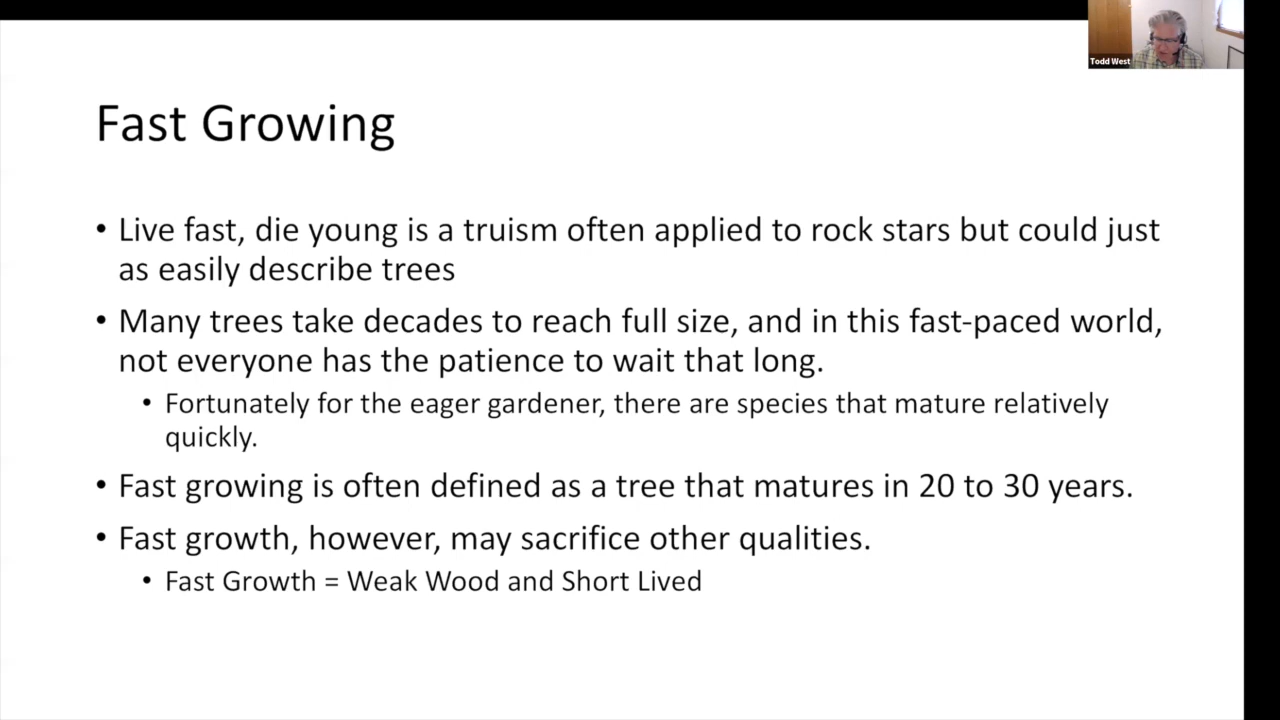 Todd West
Fast Growing
• Live fast, die young is a truism often applied to rock stars but could just
as easily describe trees
• Many trees take decades to reach full size, and in this fast-paced world,
not everyone has the patience to wait that long.
• Fortunately for the eager gardener, there are species that mature relatively
quickly.
• Fast growing is often defined as a tree that matures in 20 to 30 years.
• Fast growth, however, may sacrifice other qualities.
• Fast Growth = Weak Wood and Short Lived